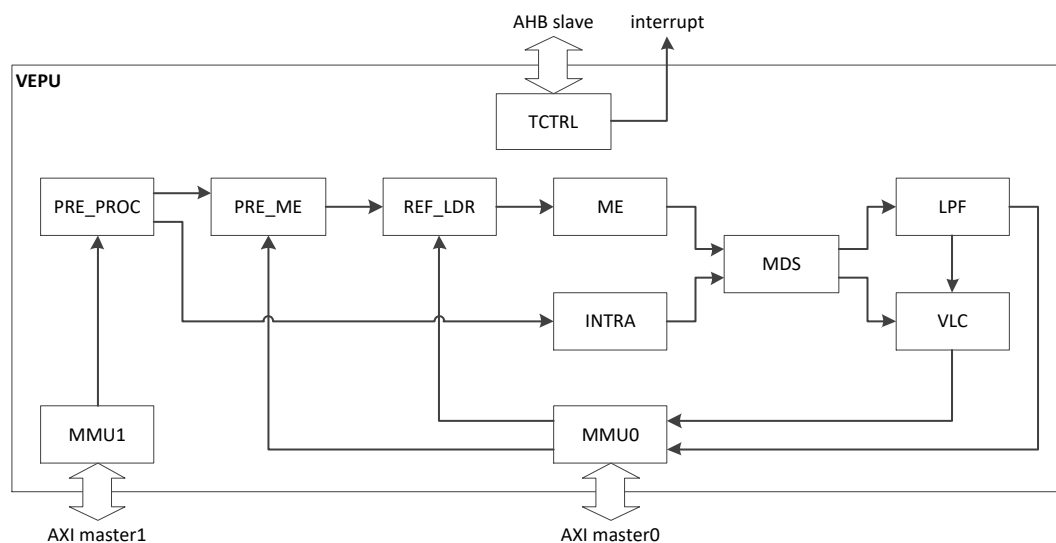 AHB slave
interrupt
VEPU
TCTRL
PRE_PROC
PRE_ME
REF_LDR
ME
LPF
MDS
INTRA
VLC
MMU1
MMU0
AXI master1
AXI master0